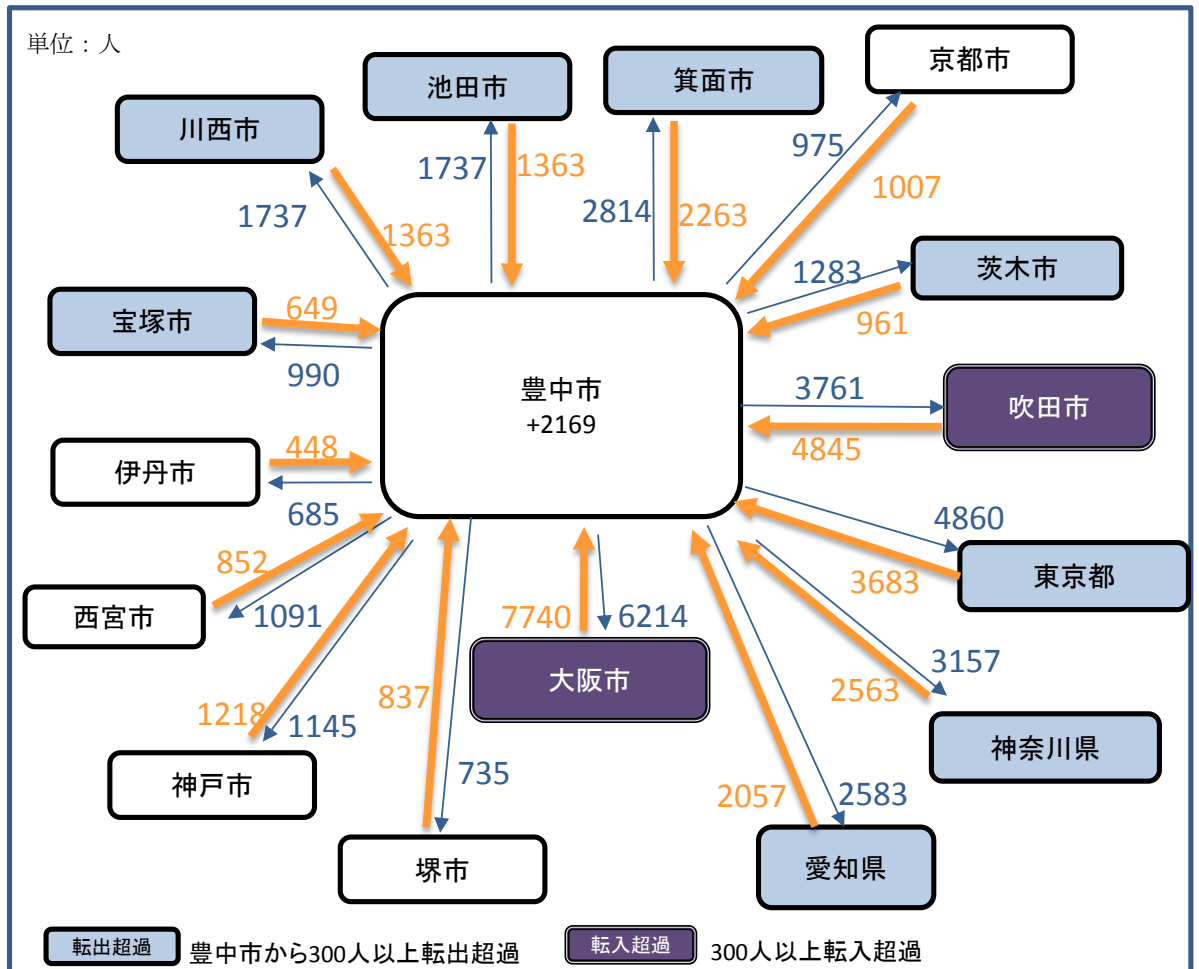 単位：人
京都市
池田市
箕面市
川西市
975
1737
1363
1007
2814
2263
1737
1363
茨木市
1283
宝塚市
649
961
990
豊中市
+2169
3761
吹田市
4845
伊丹市
448
685
4860
852
3683
東京都
西宮市
1091
7740
6214
大阪市
3157
2563
837
1218
1145
神奈川県
735
神戸市
2057
2583
堺市
愛知県
転出超過 豊中市から300人以上転出超過
転入超過 300人以上転入超過